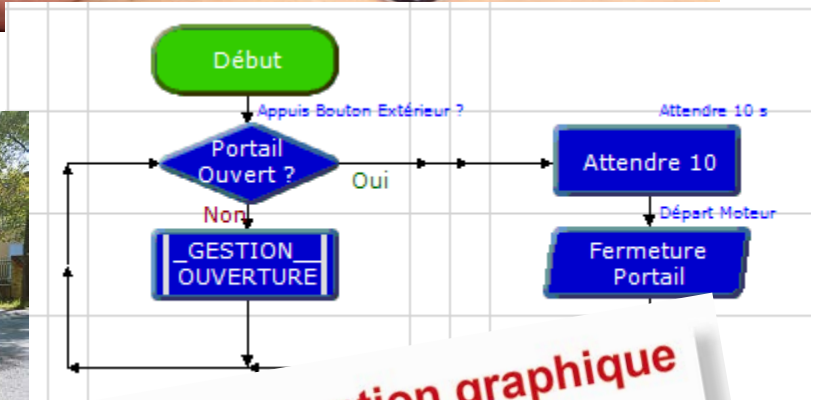 Début
Appuis Bouton Extérieur ?
Attendre 10 s
Portail
Ouvert ?
Attendre 10
Oui
Non
Départ Moteur
_GESTION__
OUVERTURE
Fermeture
Portail
graphique